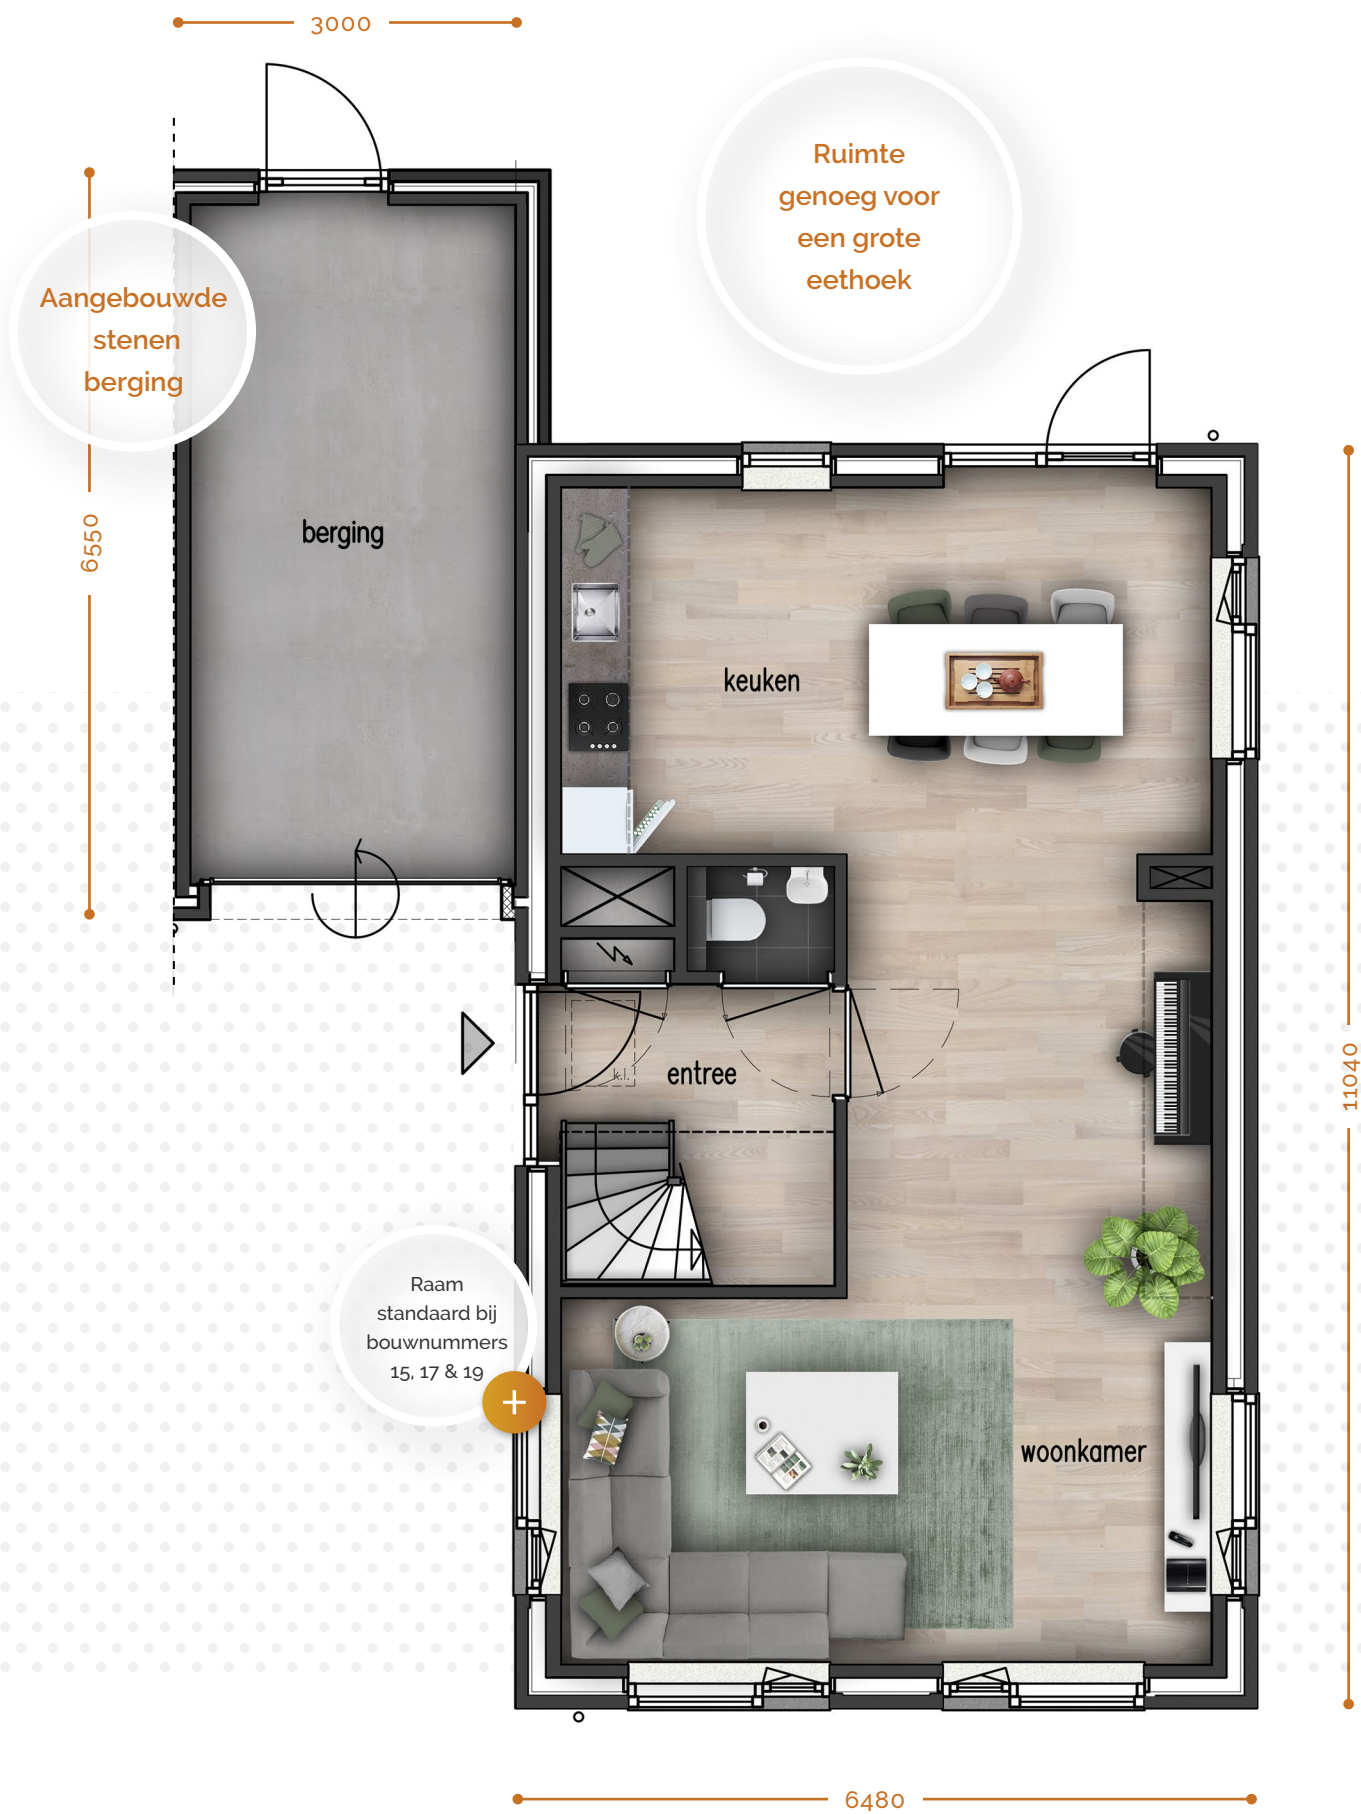 3000
Ruimte
genoeg voor
een grote
eethoek
Aangebouwde
stenen
berging
6550
berging
keuken
entree
k.l.
11040
Raam
standaard bij
bouwnummers
15, 17 & 19
+
woonkamer
6480